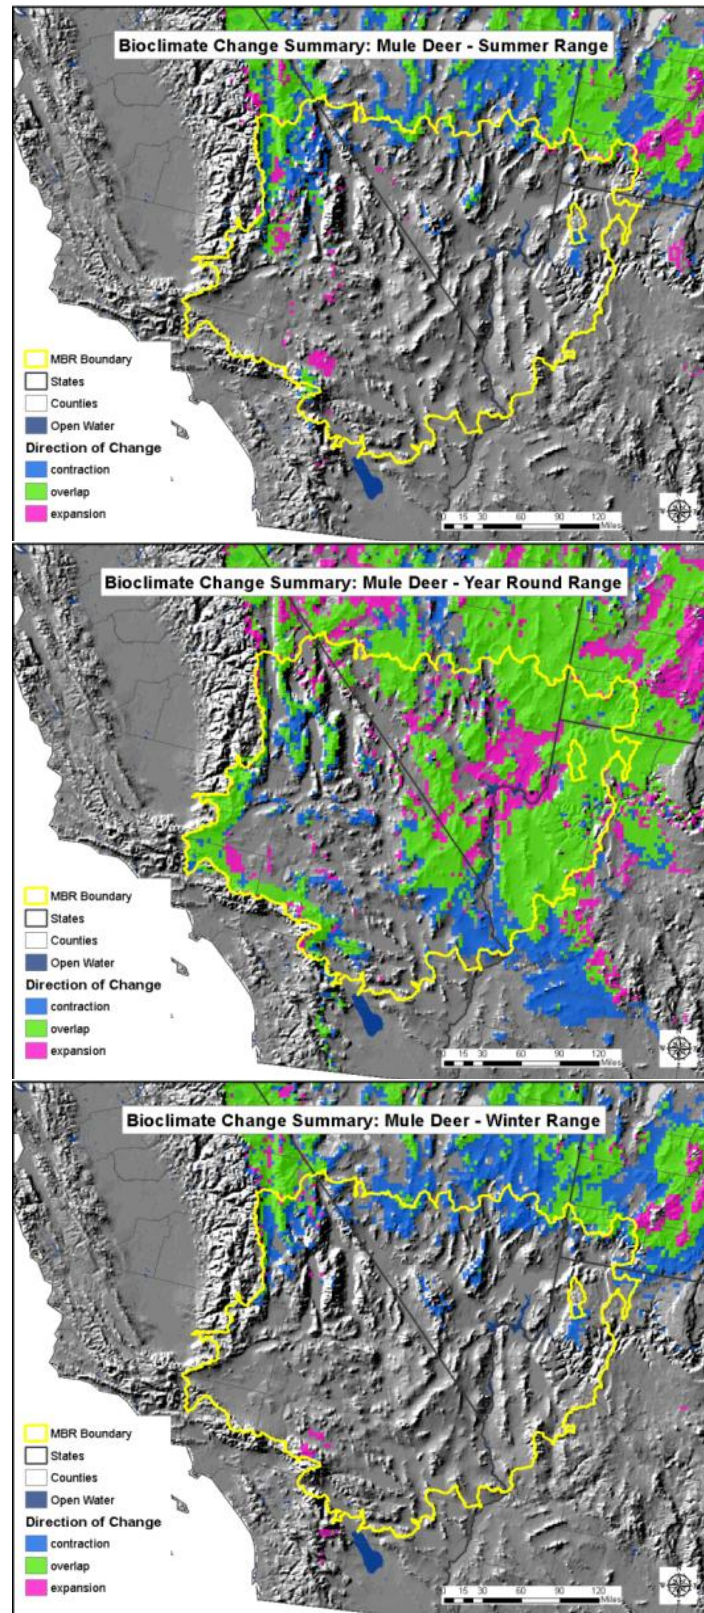 Bioclimate Change Summary: Mule Deer - Summer Range
MBR Boundary
States
Counties
Open Water
Direction of Change
contraction
overlap
expansion
0 15 30 60 90 120
Miles
Bioclimate Change Summary: Mule Deer - Year Round Range
MBR Boundary
States
Counties
Open Water
Direction of Change
contraction
overlap
expansion
0 15 30 60 90 120
Miles
Bioclimate Change Summary: Mule Deer - Winter Range
MBR Boundary
States
Counties
Open Water
Direction of Change
contraction
overlap
expansion
0 15 30 60 90 120
Miles